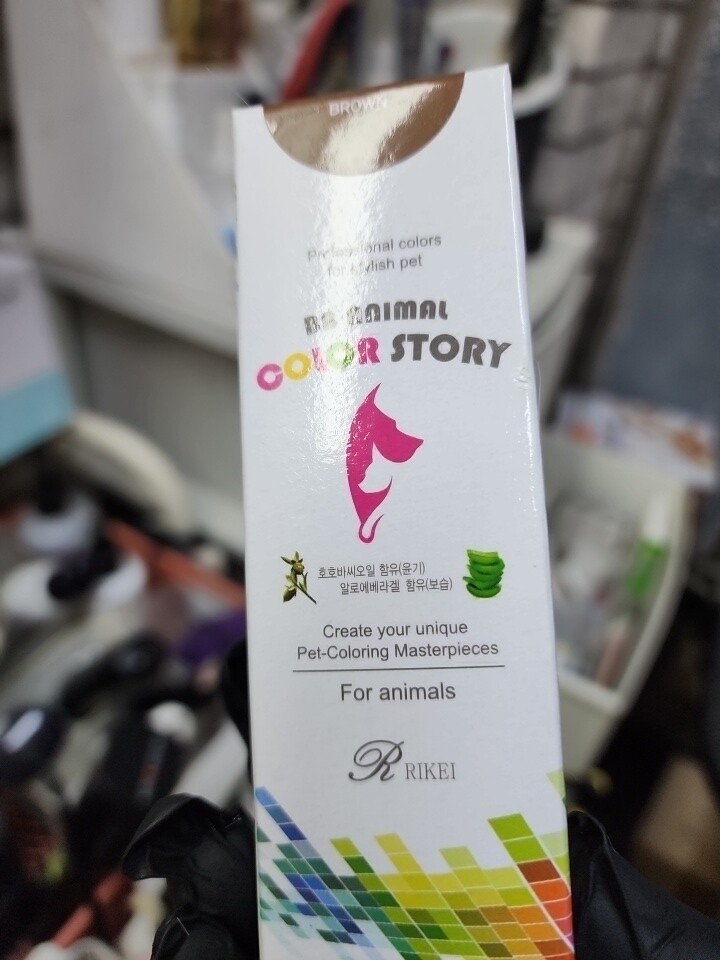 BROWN
Professional colors
for stylish pet
ANIMAL
COLOR STORY
호호바씨오일 함유(윤기)
알로에베라겔 함유(보습)
Create your unique
Pet-Coloring Masterpieces
For animals
R RIKEI